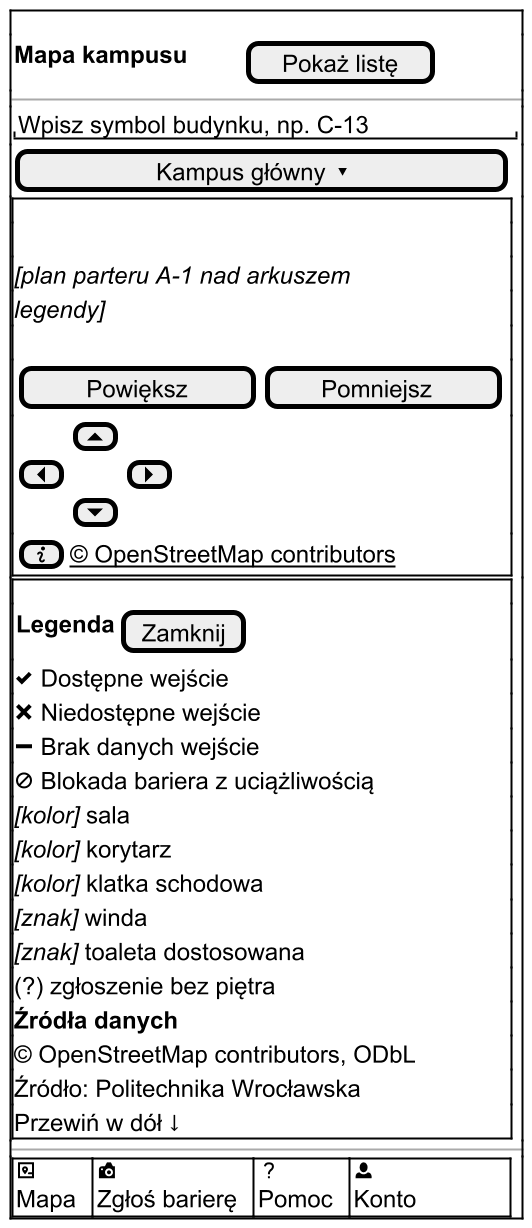 Mapa kampusu
Pokaż listę
Wpisz symbol budynku, np. C-13
Kampus główny ▾
[plan parteru A-1 nad arkuszem
legendy]
Powiększ
Pomniejsz
i © OpenStreetMap contributors
Legenda
Zamknij
✔ Dostępne wejście
✖ Niedostępne wejście
━ Brak danych wejście
⊘ Blokada bariera z uciążliwością
[kolor] sala
[kolor] korytarz
[kolor] klatka schodowa
[znak] winda
[znak] toaleta dostosowana
(?) zgłoszenie bez piętra
Źródła danych
© OpenStreetMap contributors, ODbL
Źródło: Politechnika Wrocławska
Przewiń w dół ↓
?
Mapa
Zgłoś barierę
Pomoc
Konto